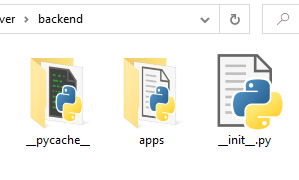 ver > backend
__pycache__
apps
__init__.py